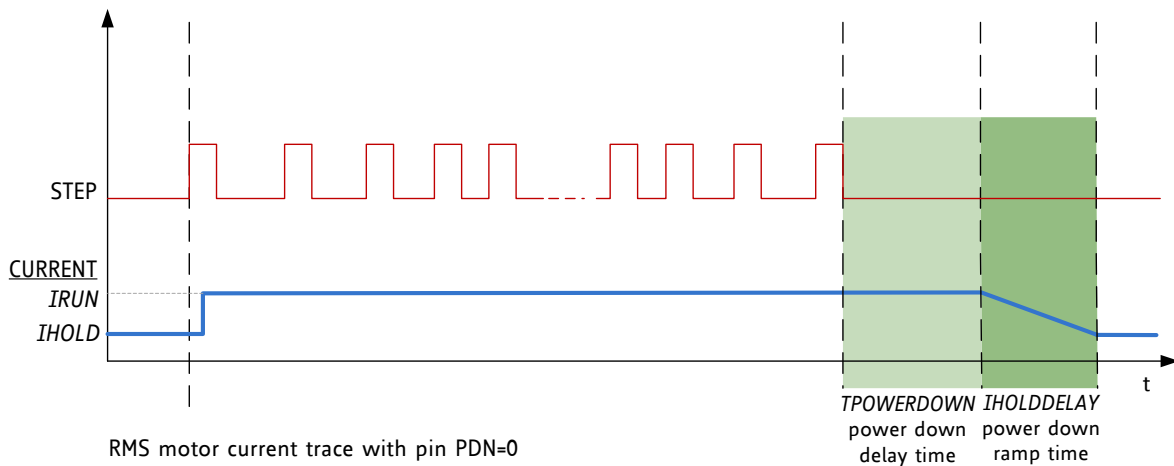 STEP
CURRENT
IRUN
IHOLD
t
TPOWERDOWN
power down
delay time
IHOLDDELAY
power down
ramp time
RMS motor current trace with pin PDN=0